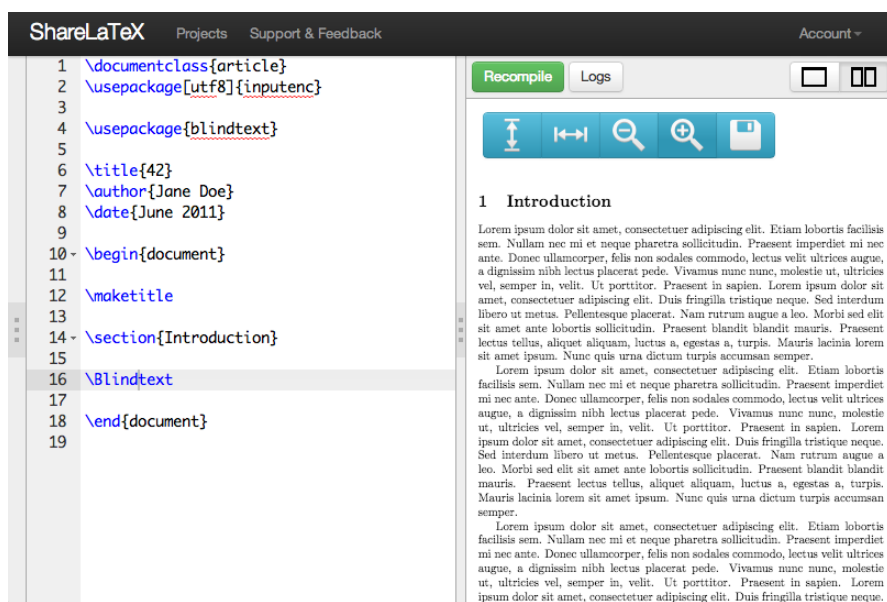 ShareLaTeX Projects Support & Feedback Account
1 \documentclass{article}
2 \usepackage[utf8]{inputenc}
3
4 \usepackage{blindtext}
5
6 \title{42}
7 \author{Jane Doe}
8 \date{June 2011}
9
10 \begin{document}
11
12 \maketitle
13
14 \section{Introduction}
15
16 \Blindtext
17
18 \end{document}
19
Recompile Logs
1 Introduction
Lorem ipsum dolor sit amet, consectetuer adipiscing elit. Etiam lobortis facilisis
sem. Nullam nec mi et neque pharetra sollicitudin. Praesent imperdiet mi nec
ante. Donec ullamcorper, felis non sodales commodo, lectus velit ultrices augue,
a dignissim nibh lectus placerat pede. Vivamus nunc nunc, molestie ut, ultricies
vel, semper in, velit. Ut porttitor. Praesent in sapien. Lorem ipsum dolor sit
amet, consectetuer adipiscing elit. Duis fringilla tristique neque. Sed interdum
libero ut metus. Pellentesque placerat. Nam rutrum augue a leo. Morbi sed elit
sit amet ante lobortis sollicitudin. Praesent blandit blandit mauris. Praesent
lectus tellus, aliquet aliquam, luctus a, egestas a, turpis. Mauris lacinia lorem
sit amet ipsum. Nunc quis urna dictum turpis accumsan semper.
Lorem ipsum dolor sit amet, consectetuer adipiscing elit. Etiam lobortis
facilisis sem. Nullam nec mi et neque pharetra sollicitudin. Praesent imperdiet
mi nec ante. Donec ullamcorper, felis non sodales commodo, lectus velit ultrices
augue, a dignissim nibh lectus placerat pede. Vivamus nunc nunc, molestie
ut, ultricies vel, semper in, velit. Ut porttitor. Praesent in sapien. Lorem
ipsum dolor sit amet, consectetuer adipiscing elit. Duis fringilla tristique neque.
Sed interdum libero ut metus. Pellentesque placerat. Nam rutrum augue a
leo. Morbi sed elit sit amet ante lobortis sollicitudin. Praesent blandit blandit
mauris. Praesent lectus tellus, aliquet aliquam, luctus a, egestas a, turpis.
Mauris lacinia lorem sit amet ipsum. Nunc quis urna dictum turpis accumsan
semper.
Lorem ipsum dolor sit amet, consectetuer adipiscing elit. Etiam lobortis
facilisis sem. Nullam nec mi et neque pharetra sollicitudin. Praesent imperdiet
mi nec ante. Donec ullamcorper, felis non sodales commodo, lectus velit ultrices
augue, a dignissim nibh lectus placerat pede. Vivamus nunc nunc, molestie
ut, ultricies vel, semper in, velit. Ut porttitor. Praesent in sapien. Lorem
ipsum dolor sit amet, consectetuer adipiscing elit. Duis fringilla tristique neque.